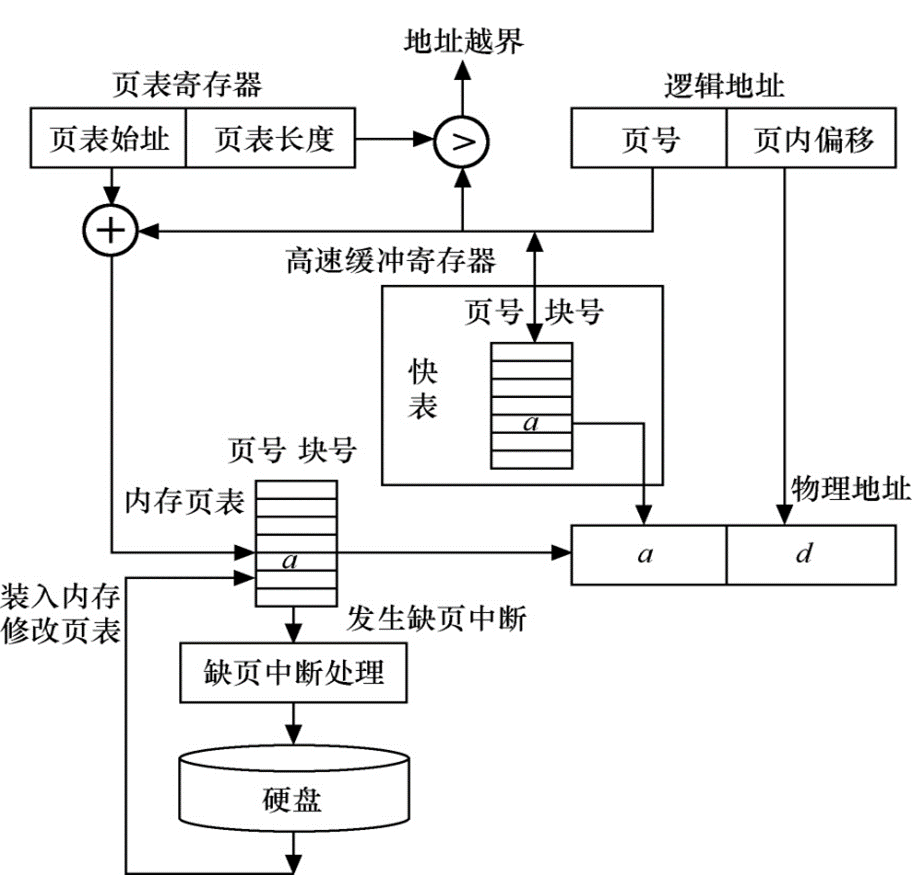 地址越界
页表寄存器
逻辑地址
页表始址 页表长度
>
页号 页内偏移
+
高速缓冲寄存器
页号 块号
快表
a
页号 块号
内存页表
a
物理地址
a d
装入内存
修改页表
发生缺页中断
缺页中断处理
硬盘